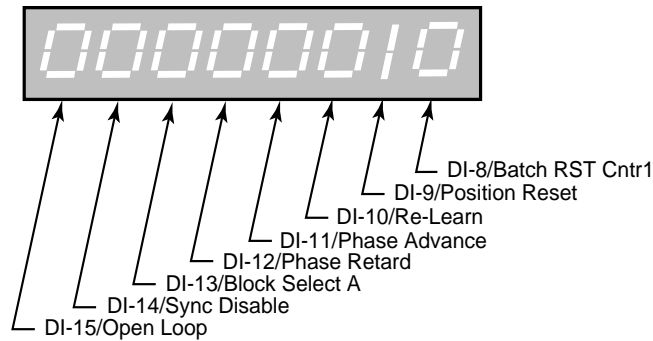 00000010
DI-8/Batch RST Cntr1
DI-9/Position Reset
DI-10/Re-Learn
DI-11/Phase Advance
DI-12/Phase Retard
DI-13/Block Select A
DI-14/Sync Disable
DI-15/Open Loop